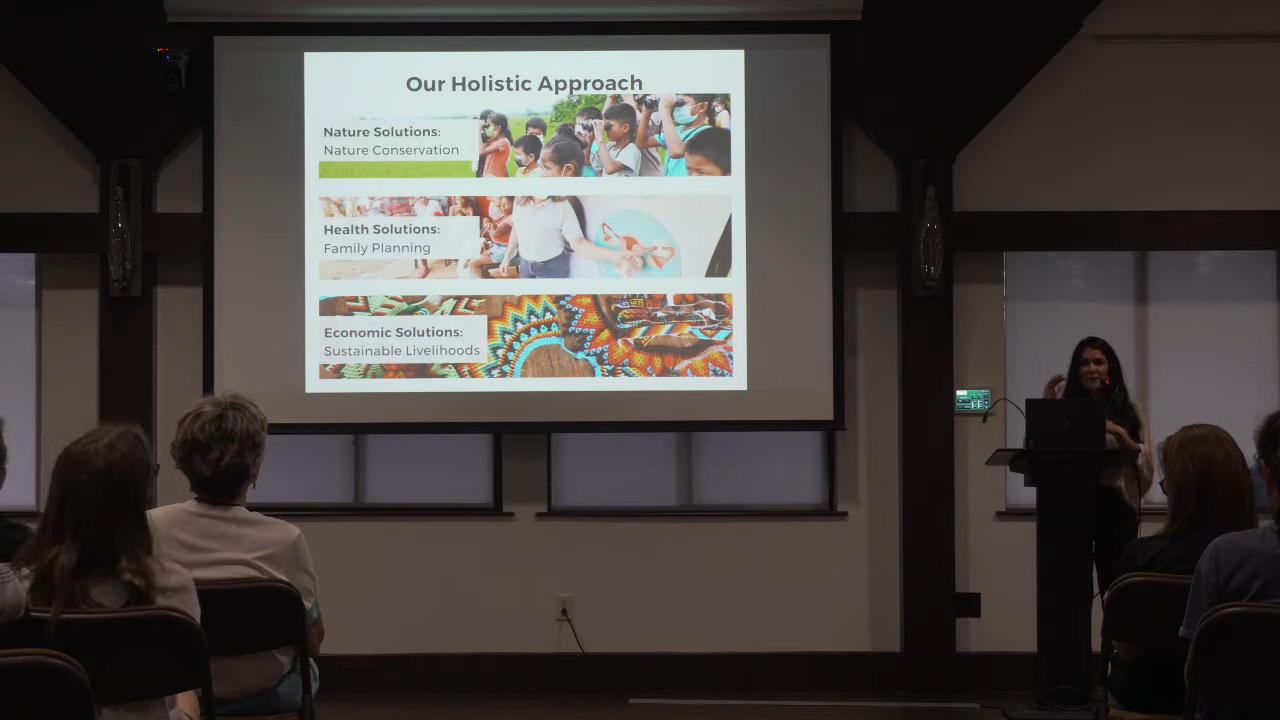 Our Holistic Approach
Nature Solutions:
Nature Conservation
Health Solutions:
Family Planning
Economic Solutions:
Sustainable Livelihoods